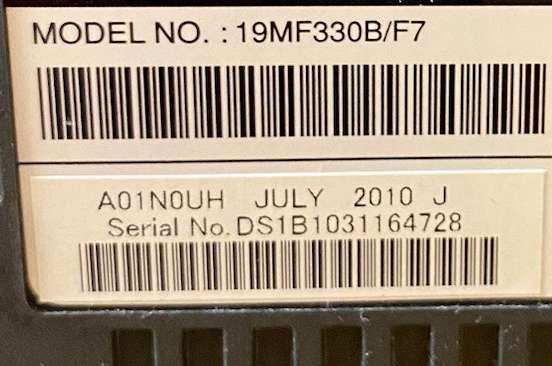 MODEL NO. : 19MF330B/F7
A01N0UH JULY 2010 J
Serial No. DS1B1031164728